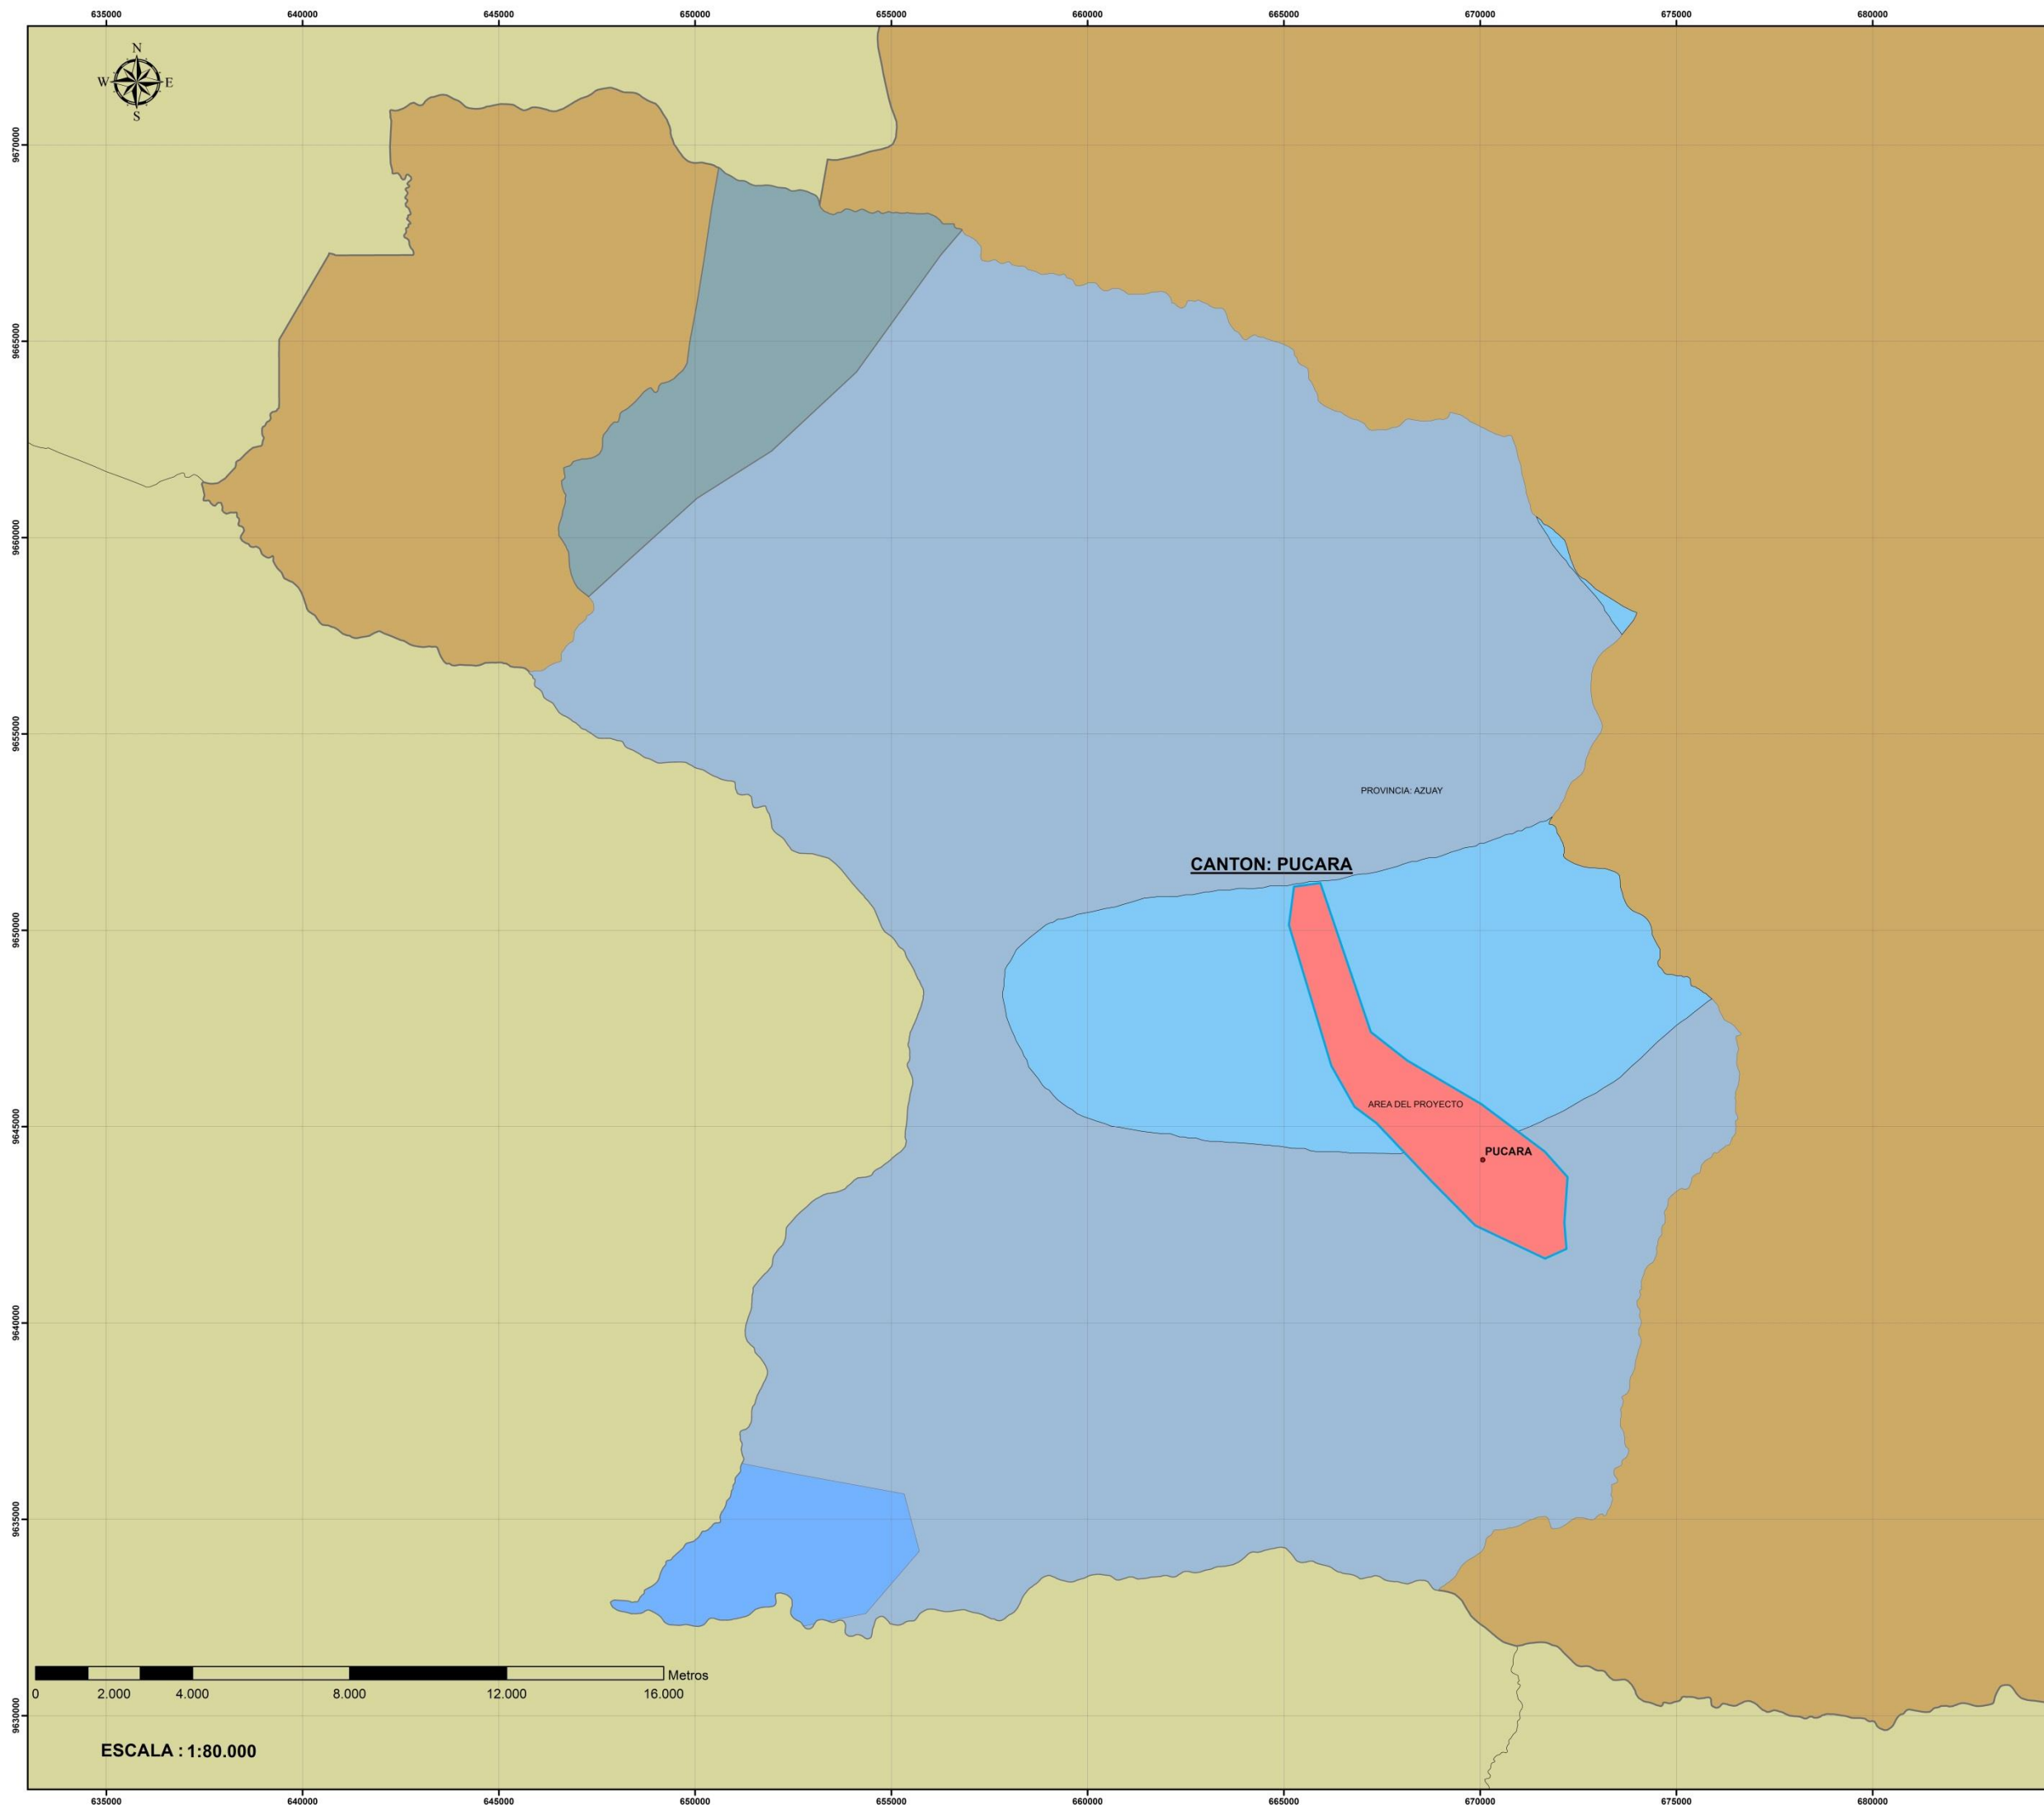 635000 640000 645000 650000 655000 660000 665000 670000 675000 680000
N
W E
S
9670000
9665000
9660000
9655000
PROVINCIA: AZUAY
CANTON: PUCARA
9650000
AREA DEL PROYECTO
9645000
PUCARA
9640000
9635000
Metros
0 2.000 4.000 8.000 12.000 16.000
9630000
ESCALA : 1:80.000
635000 640000 645000 650000 655000 660000 665000 670000 675000 680000